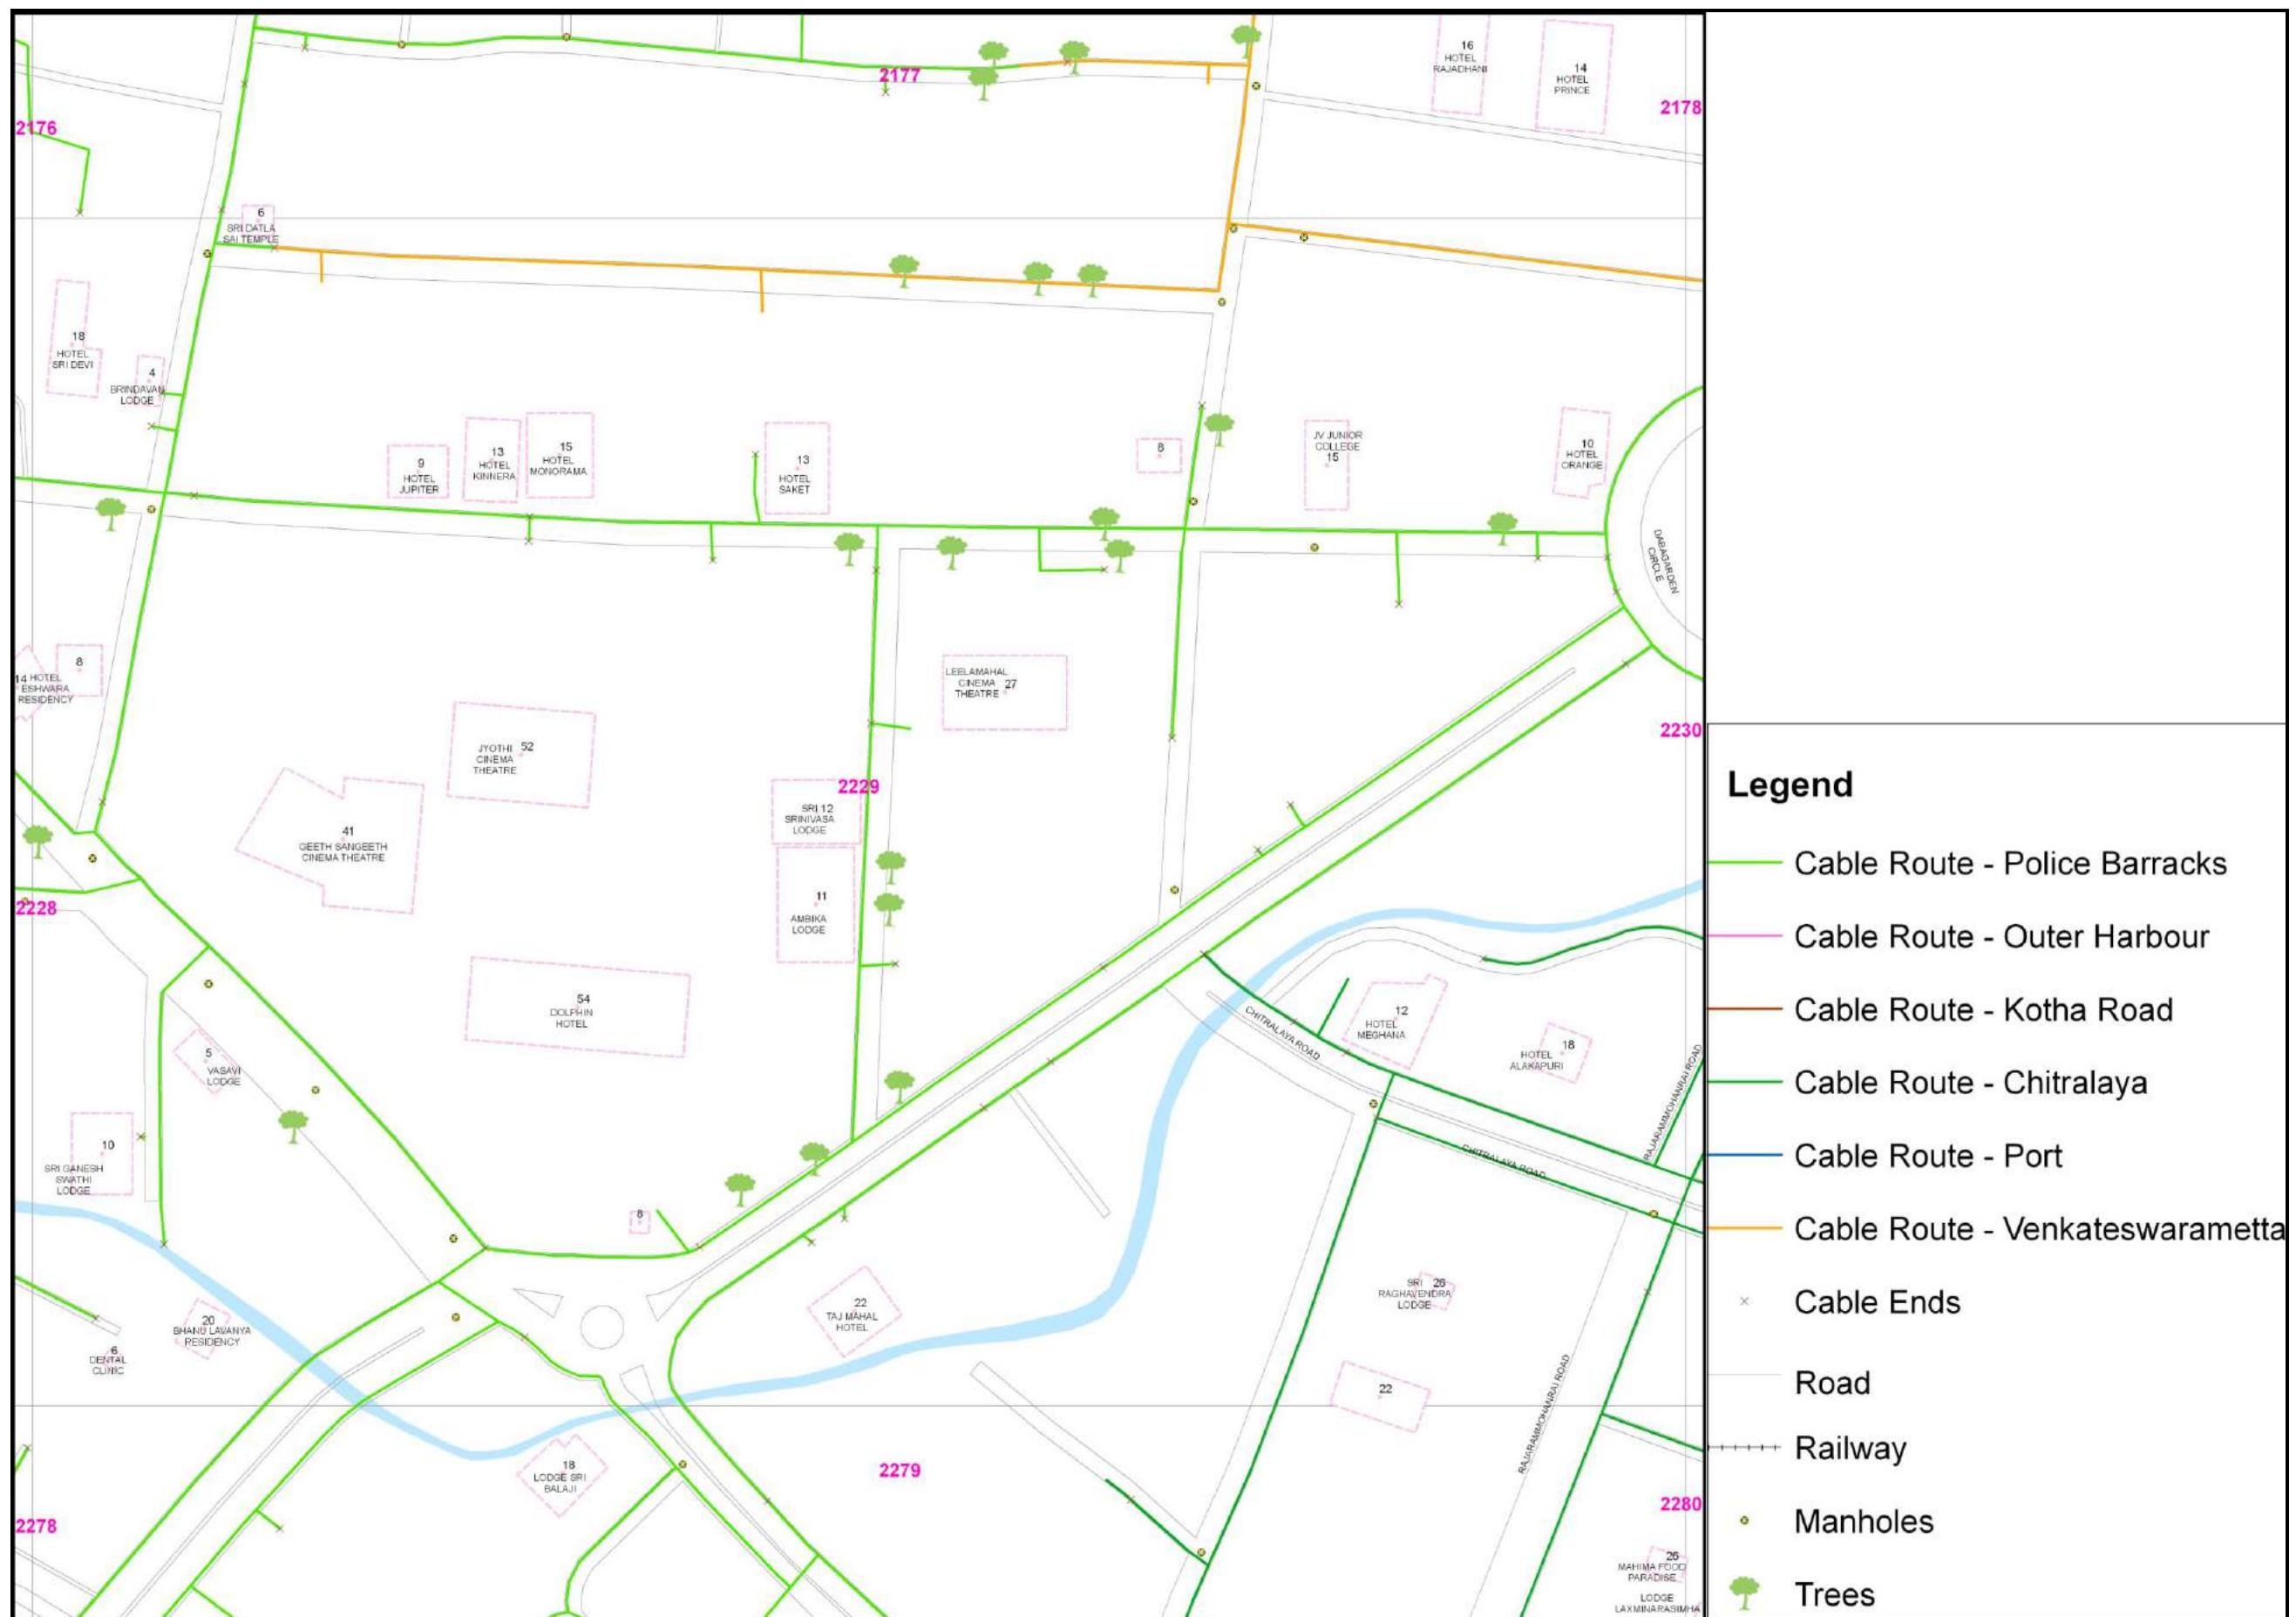 16
HOTEL
RAJADHANI
14
HOTEL
PRINCE
2177
2178
2176
6
SRI DATLA
SAI TEMPLE
18
HOTEL
SRI DEVI
4
BRINDAVAN
LODGE
9
HOTEL
JUPITER
13
HOTEL
KINNERA
15
HOTEL
MONORAMA
13
HOTEL
SAKET
8
JV JUNIOR
COLLEGE
15
10
HOTEL
ORANGE
DABAGARDEN
CIRCLE
8
14 HOTEL
ESHWARA
RESIDENCY
LEELAMAHAL
CINEMA
THEATRE 27
JYOTHI 52
CINEMA
THEATRE
2230
2229
SRI 12
SRINIVASA
LODGE
41
GEETH SANGEETH
CINEMA THEATRE
11
AMBIKA
LODGE
2228
54
DOLPHIN
HOTEL
12
HOTEL
MEGHANA
CHITRALAYA ROAD
18
HOTEL
ALAKAPURI
RAJARAMMOHANRAI ROAD
5
VASAVI
LODGE
10
SRI GANESH
SWATHI
LODGE
CHITRALAYA ROAD
8
22
TAJ MAHAL
HOTEL
SRI 26
RAGHAVENDRA
LODGE
20
BHANU LAVANYA
RESIDENCY
6
DENTAL
CLINIC
22
RAJARAMMOHANRAI ROAD
18
LODGE SRI
BALAJI
2279
2280
2278
26
MAHIMA FOOD
PARADISE
LODGE
LAXMINARASIMHA
Legend
Cable Route - Police Barracks
Cable Route - Outer Harbour
Cable Route - Kotha Road
Cable Route - Chitralaya
Cable Route - Port
Cable Route - Venkateswarametta
Cable Ends
Road
Railway
Manholes
Trees